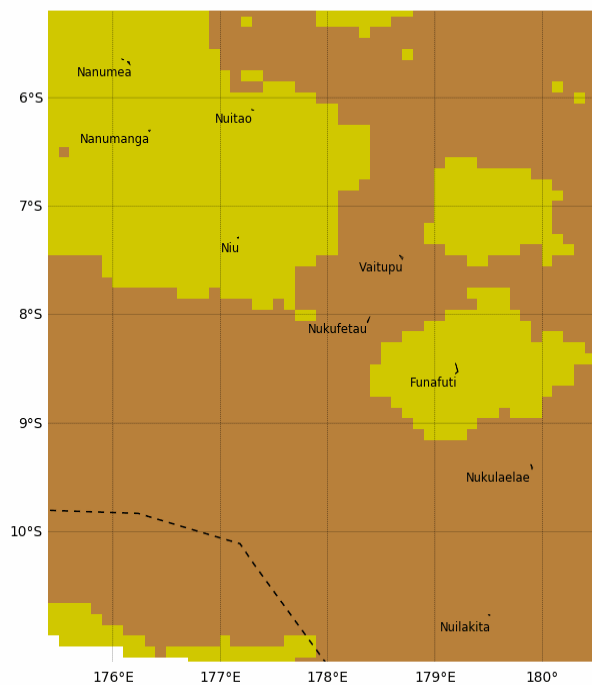 Nanumea
6°S
Nuitao
Nanumanga
7°S
Niu
Vaitupu
8°S
Nukufetau
Funafuti
9°S
Nukulaelae
10°S
Nuilakita
176°E 177°E 178°E 179°E 180°